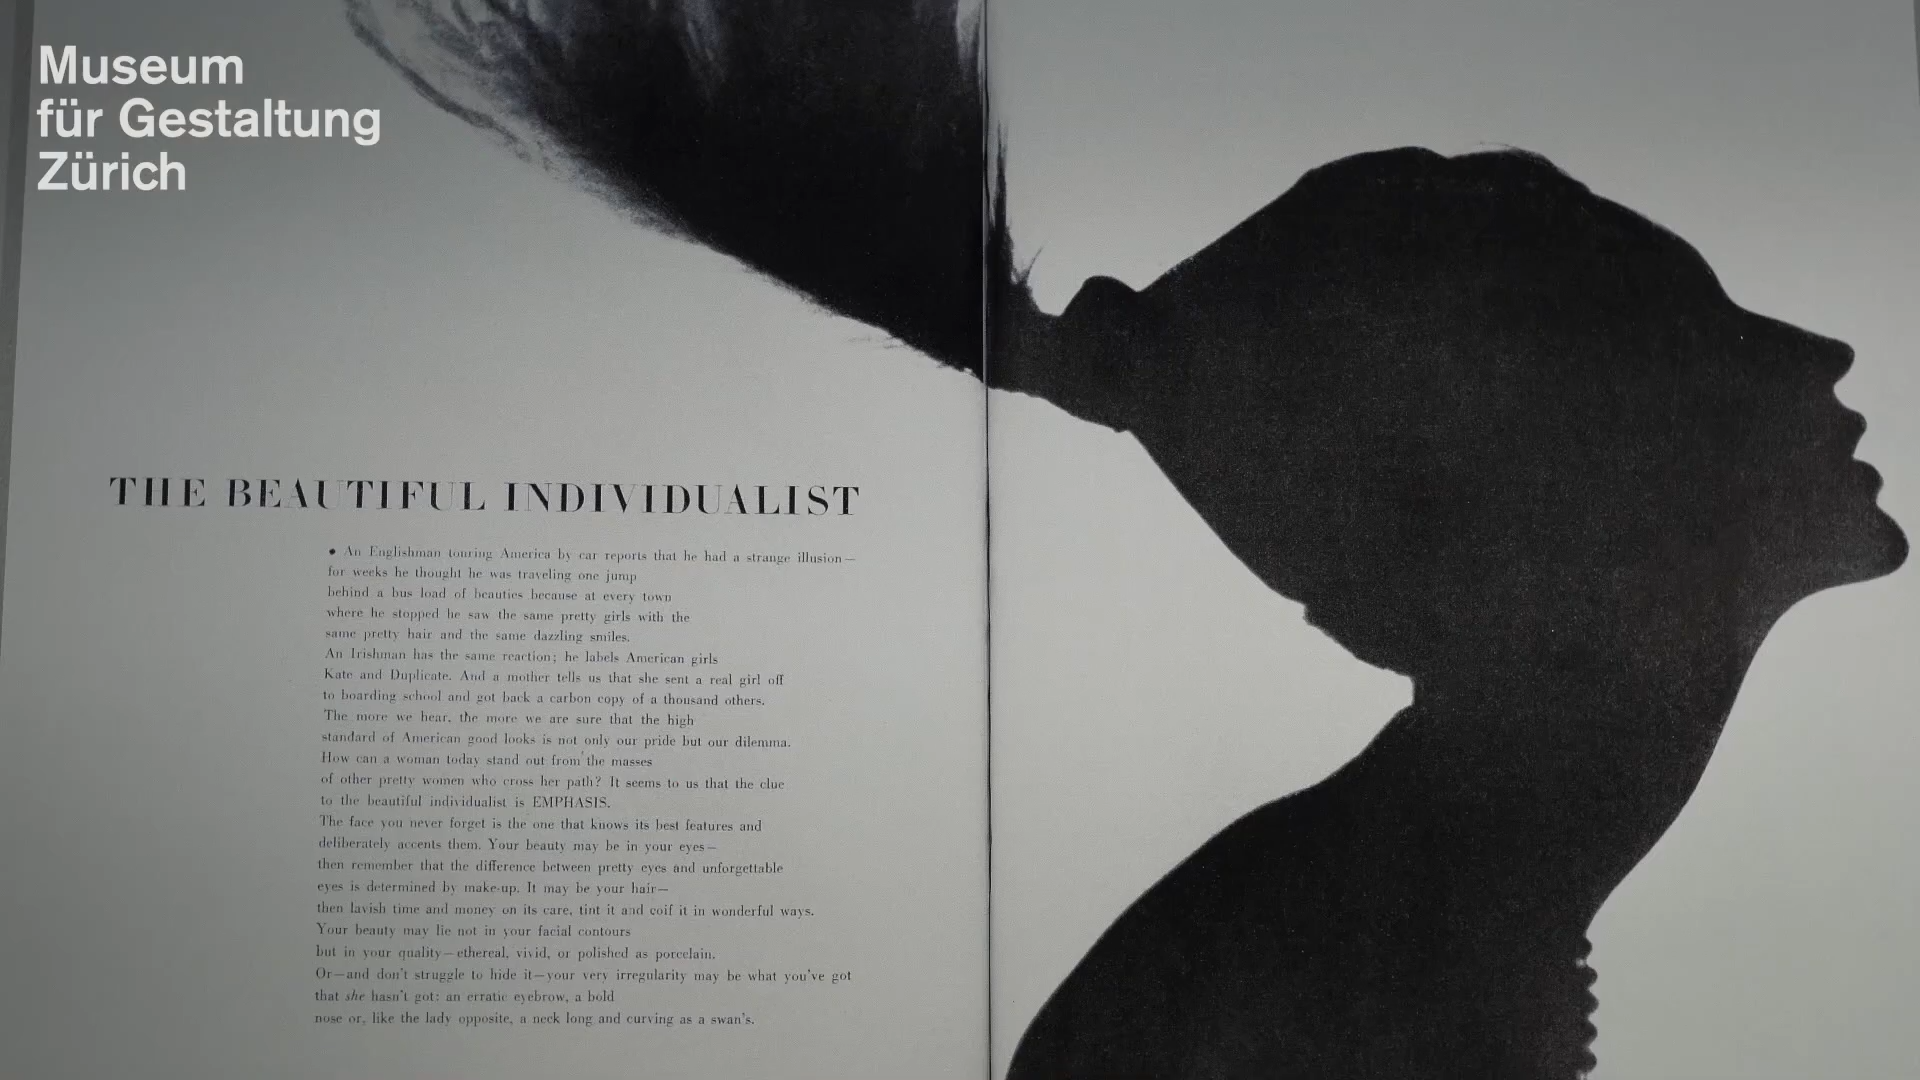 Museum
für Gestaltung
Zürich
THE BEAUTIFUL INDIVIDUALIST
• An Englishman touring America by car reports that he had a strange illusion—
for weeks he thought he was traveling one jump
behind a bus load of beauties because at every town
where he stopped he saw the same pretty girls with the
same pretty hair and the same dazzling smiles.
An Irishman has the same reaction; he labels American girls
Kate and Duplicate. And a mother tells us that she sent a real girl off
to boarding school and got back a carbon copy of a thousand others.
The more we hear, the more we are sure that the high
standard of American good looks is not only our pride but our dilemma.
How can a woman today stand out from the masses
of other pretty women who cross her path? It seems to us that the clue
to the beautiful individualist is EMPHASIS.
The face you never forget is the one that knows its best features and
deliberately accents them. Your beauty may be in your eyes—
then remember that the difference between pretty eyes and unforgettable
eyes is determined by make-up. It may be your hair—
then lavish time and money on its care, tint it and coif it in wonderful ways.
Your beauty may lie not in your facial contours
but in your quality—ethereal, vivid, or polished as porcelain.
Or—and don't struggle to hide it—your very irregularity may be what you've got
that she hasn't got: an erratic eyebrow, a bold
nose or, like the lady opposite, a neck long and curving as a swan's.